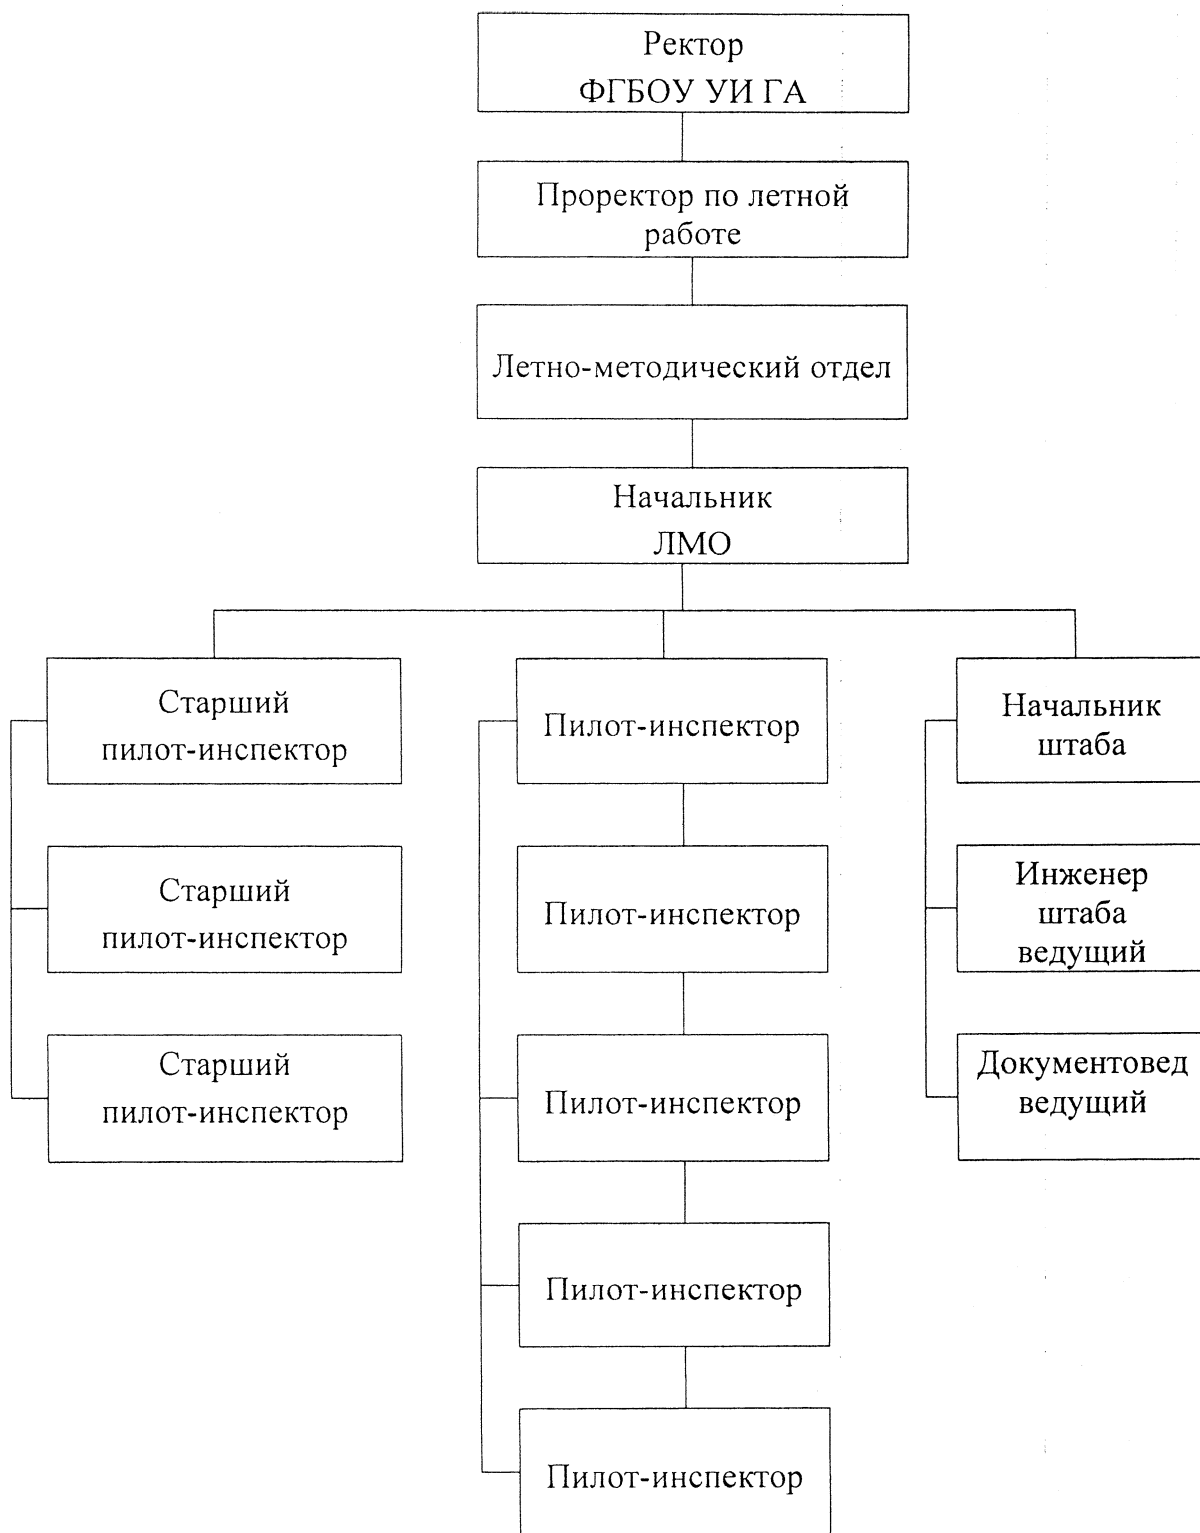 Ректор
ФГБОУ УИ ГА
Проректор по летной
работе
Летно-методический отдел
Начальник
ЛМО
Старший
пилот-инспектор
Старший
пилот-инспектор
Старший
пилот-инспектор
Пилот-инспектор
Пилот-инспектор
Пилот-инспектор
Пилот-инспектор
Пилот-инспектор
Начальник
штаба
Инженер
штаба
ведущий
Документовед
ведущий